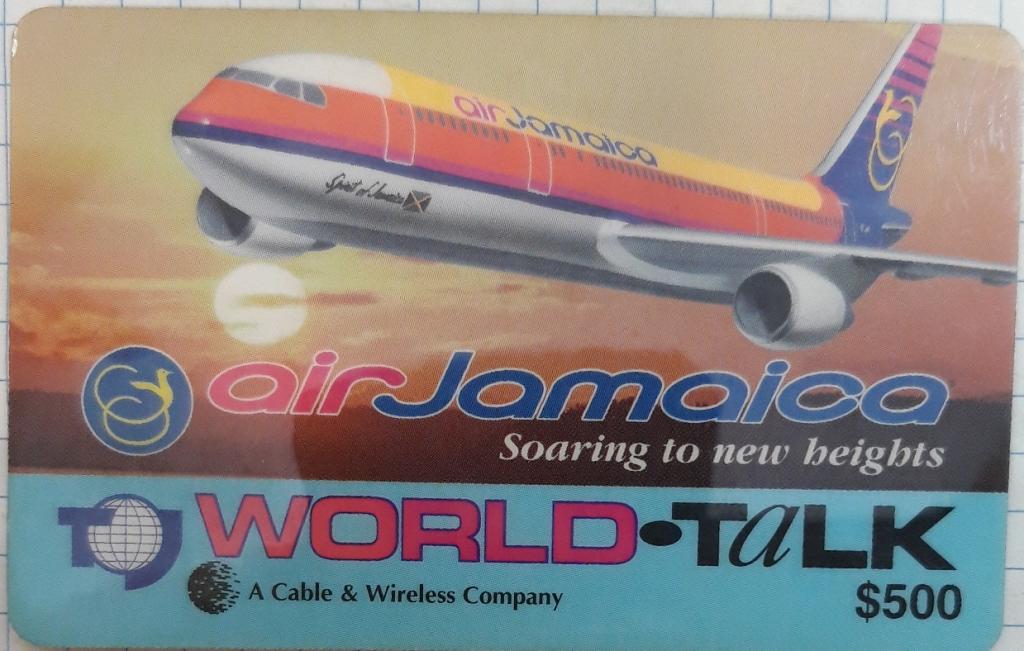 airJamaica
Spirit of Jamaica
airJamaica
Soaring to new heights
TOJ
WORLD•TaLK
A Cable & Wireless Company
$500